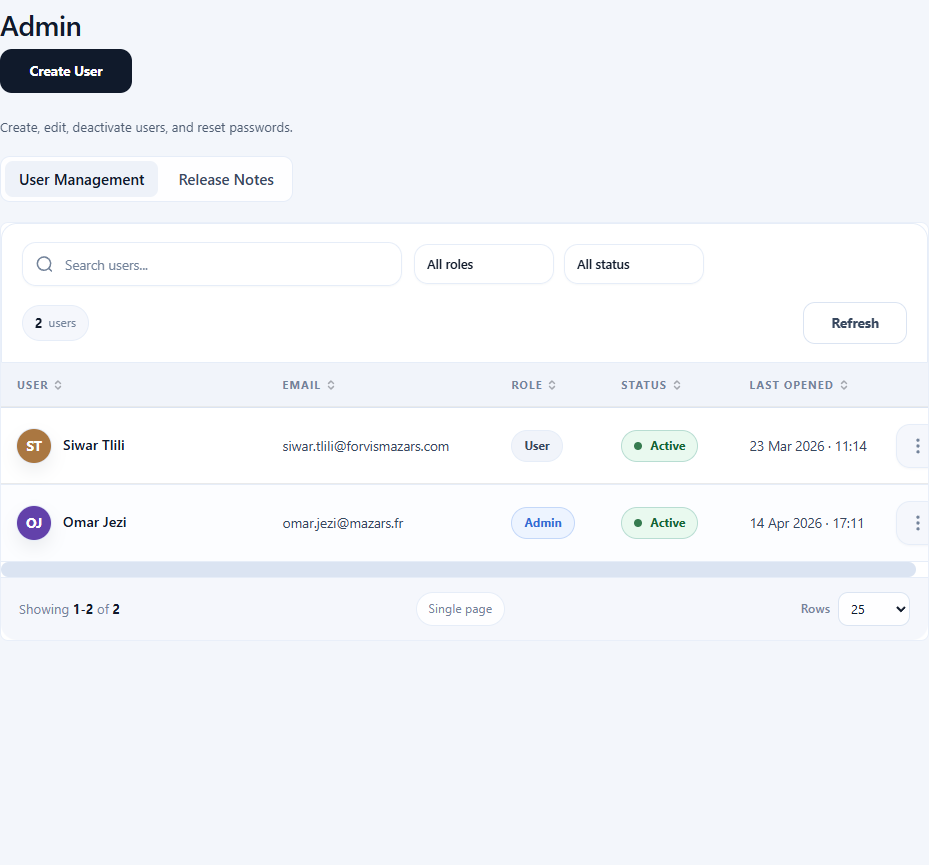 Admin
Create User
Create, edit, deactivate users, and reset passwords.
User Management Release Notes
Search users... All roles All status
2 users Refresh
USER EMAIL ROLE STATUS LAST OPENED
ST Siwar Tlili siwar.tlili@forvismazars.com User Active 23 Mar 2026 · 11:14
OJ Omar Jezi omar.jezi@mazars.fr Admin Active 14 Apr 2026 · 17:11
Showing 1-2 of 2 Single page Rows 25